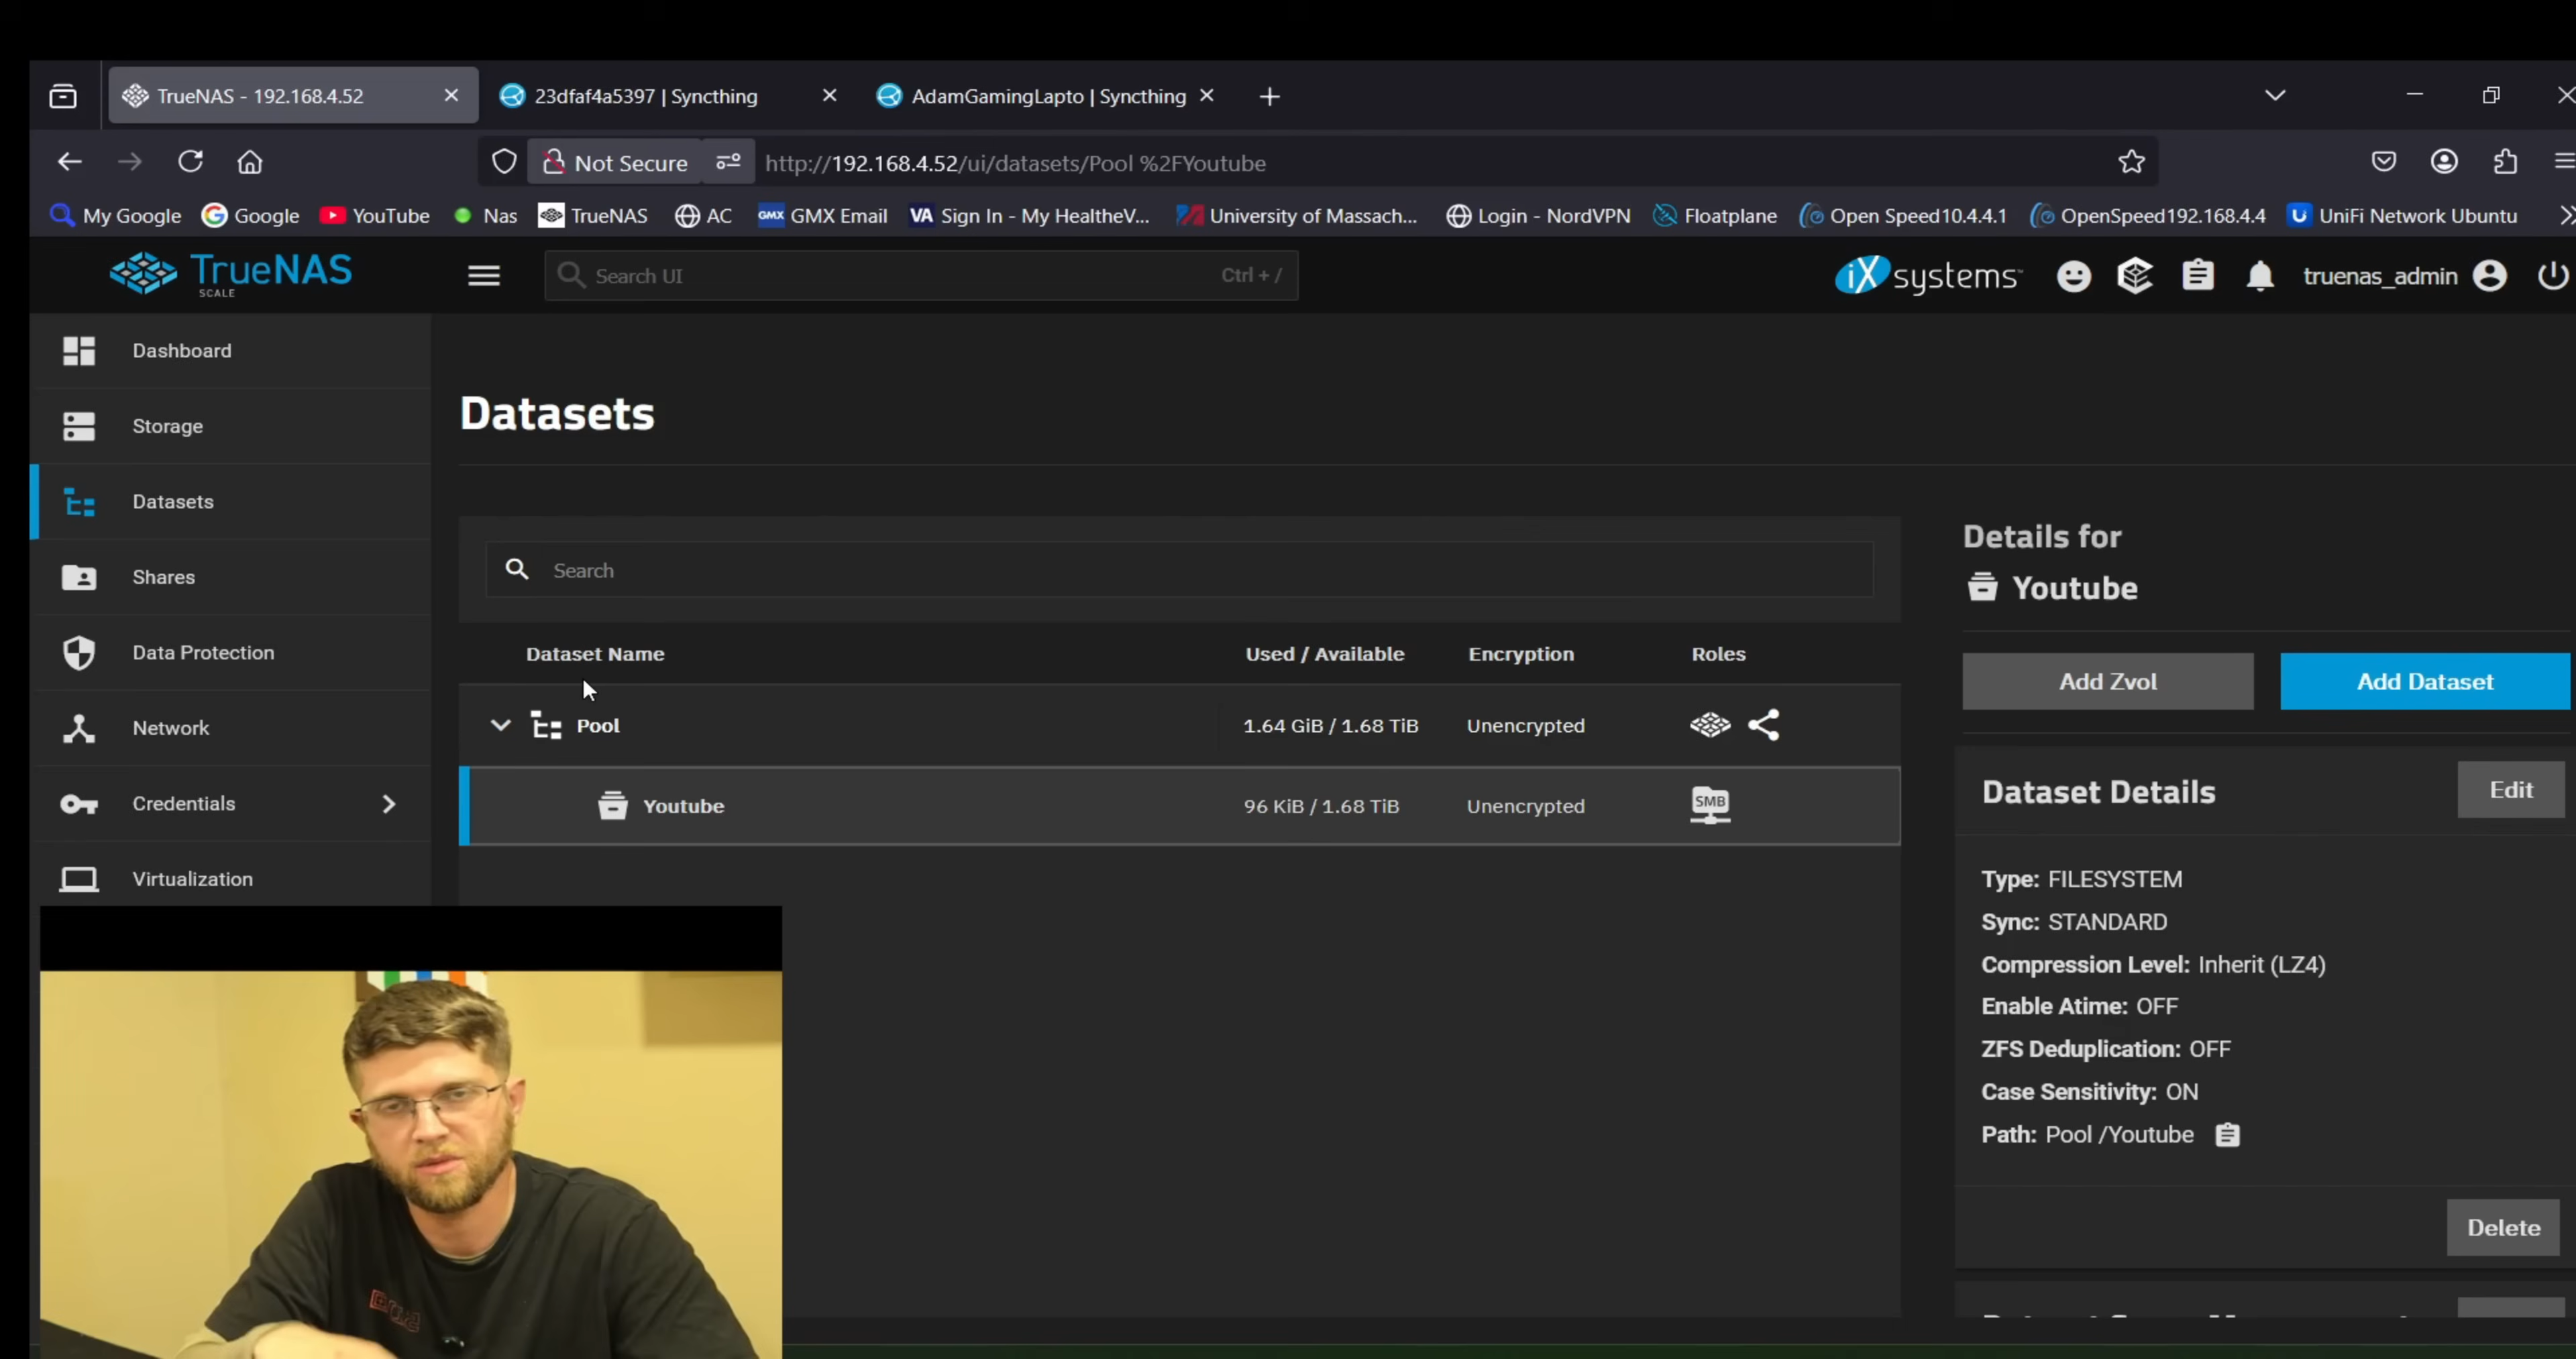 TrueNAS - 192.168.4.52
23dfaf4a5397 | Syncthing
AdamGamingLapto | Syncthing
Not Secure
http://192.168.4.52/ui/datasets/Pool %2FYoutube
My Google
Google
YouTube
Nas
TrueNAS
AC
GMX GMX Email
VA Sign In - My HealtheV...
University of Massach...
Login - NordVPN
Floatplane
Open Speed10.4.4.1
OpenSpeed192.168.4.4
U UniFi Network Ubuntu
TrueNAS
SCALE
Search UI
Ctrl + /
iXsystems
truenas_admin
Dashboard
Storage
Datasets
Shares
Data Protection
Network
Credentials
Virtualization
Datasets
Search
Dataset Name Used / Available Encryption Roles
Pool 1.64 GiB / 1.68 TiB Unencrypted
Youtube 96 KiB / 1.68 TiB Unencrypted SMB
Details for
Youtube
Add Zvol
Add Dataset
Dataset Details
Edit
Type: FILESYSTEM
Sync: STANDARD
Compression Level: Inherit (LZ4)
Enable Atime: OFF
ZFS Deduplication: OFF
Case Sensitivity: ON
Path: Pool /Youtube
Delete